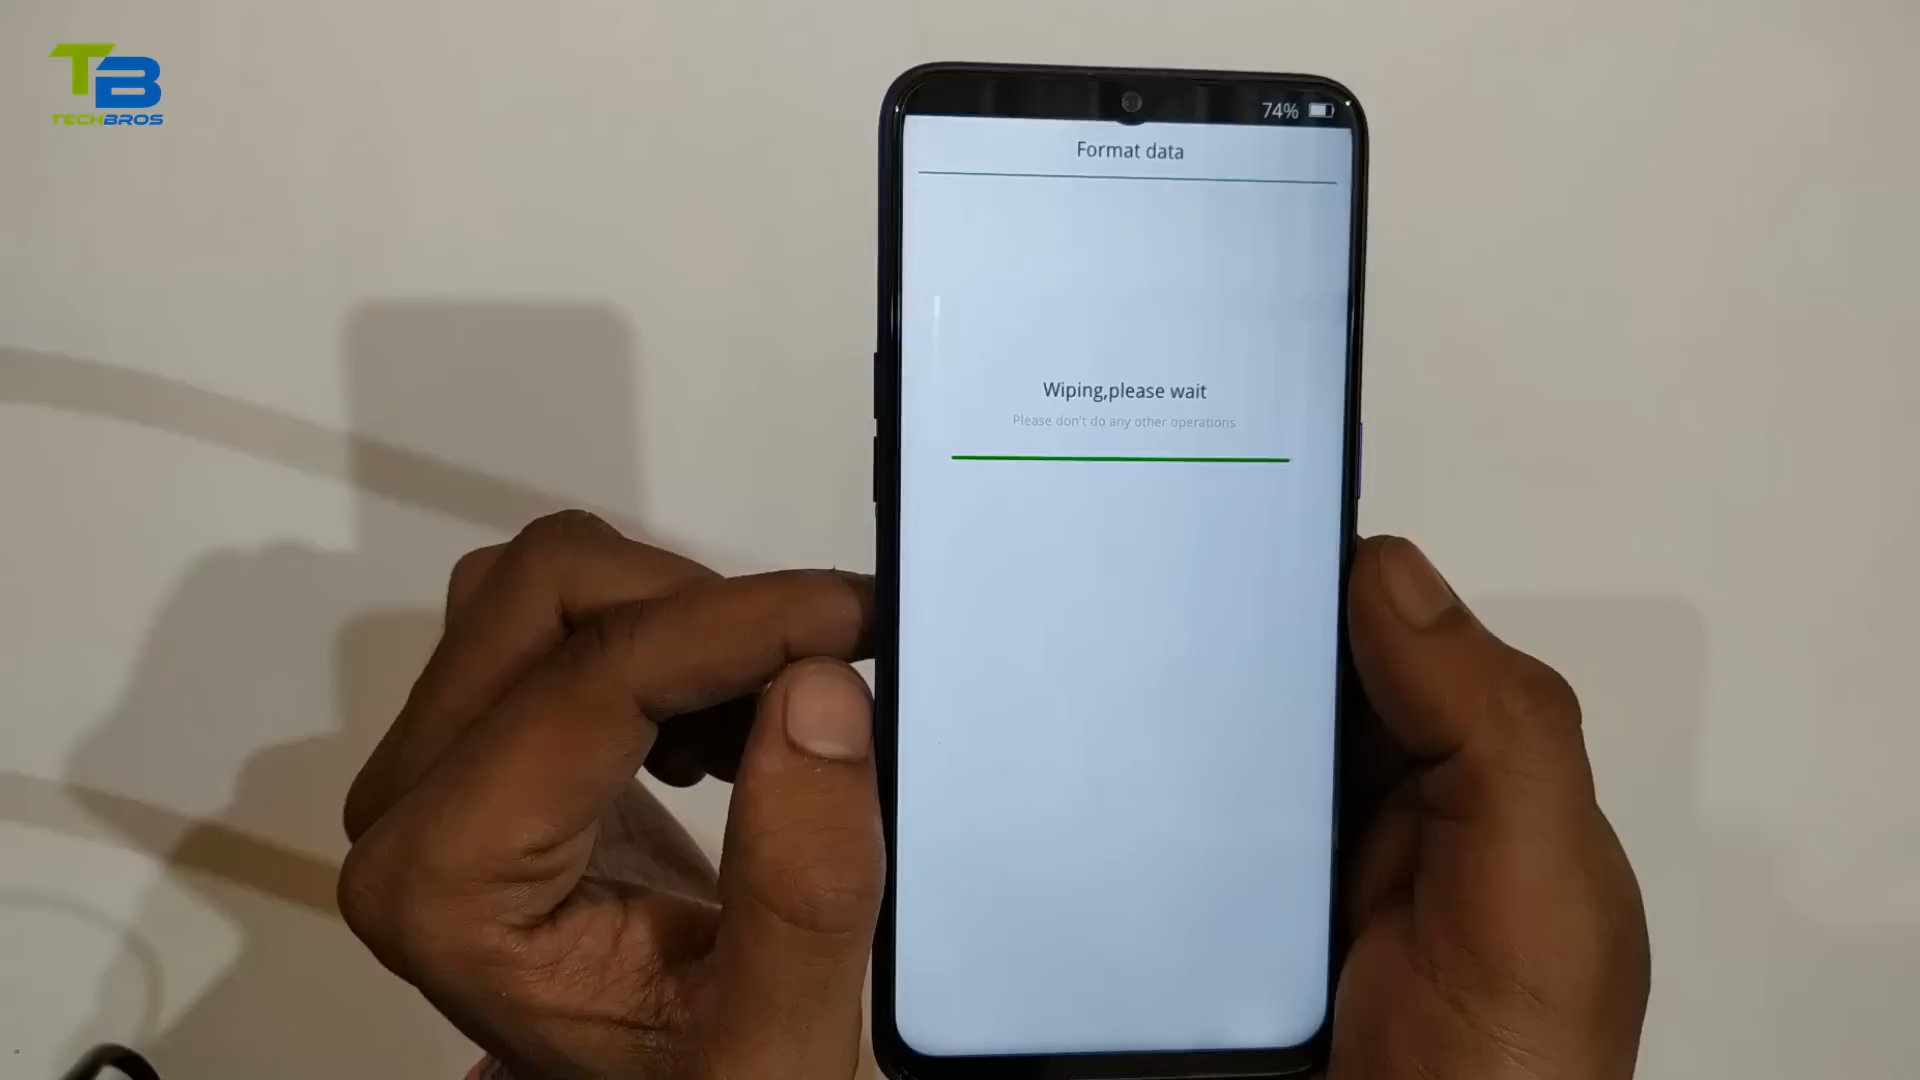 TB
TECHBROS
74%
Format data
Wiping,please wait
Please don't do any other operations